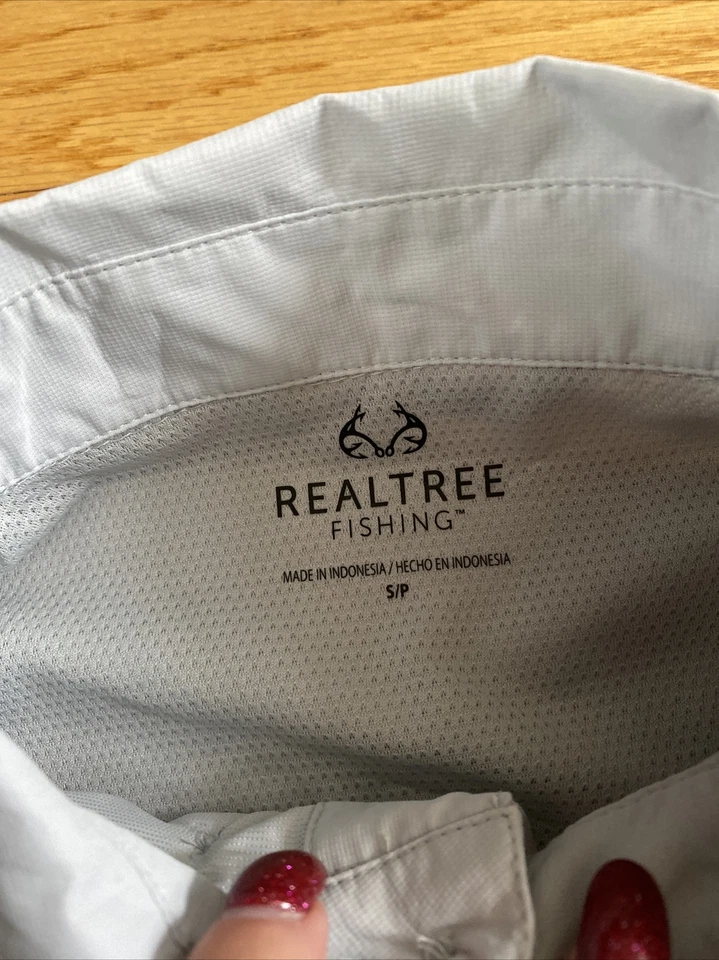 REALTREE
FISHING™
MADE IN INDONESIA / HECHO EN INDONESIA
S/P